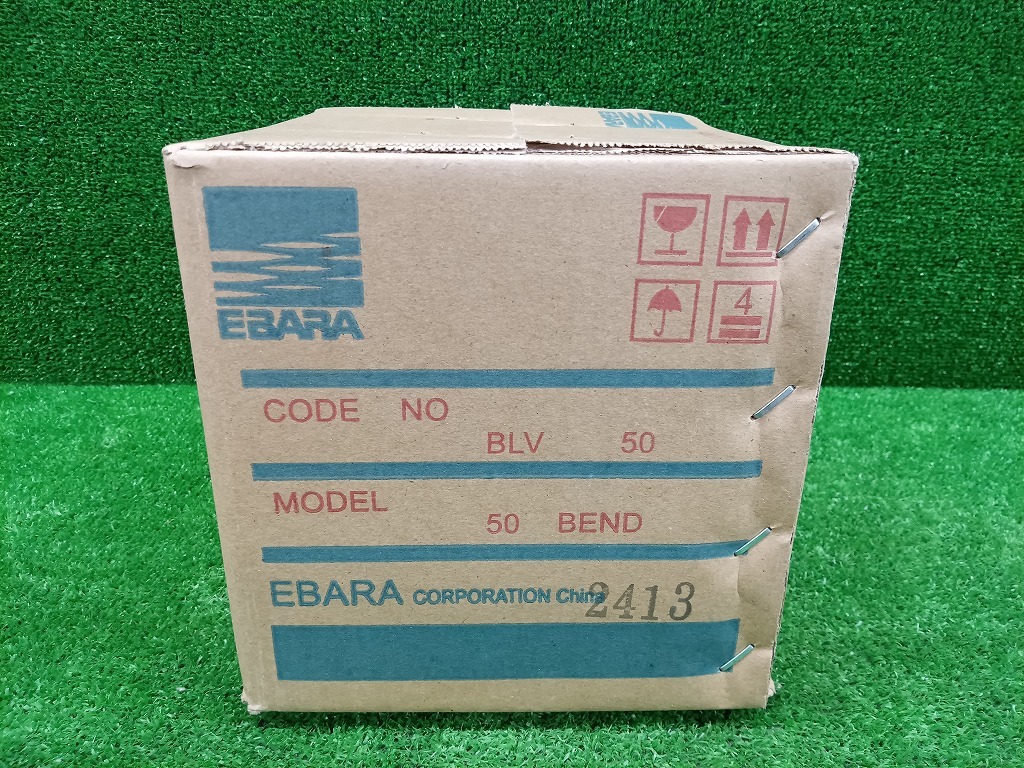 EBARA
4
CODE NO
BLV 50
MODEL
50 BEND
EBARA CORPORATION China 2413